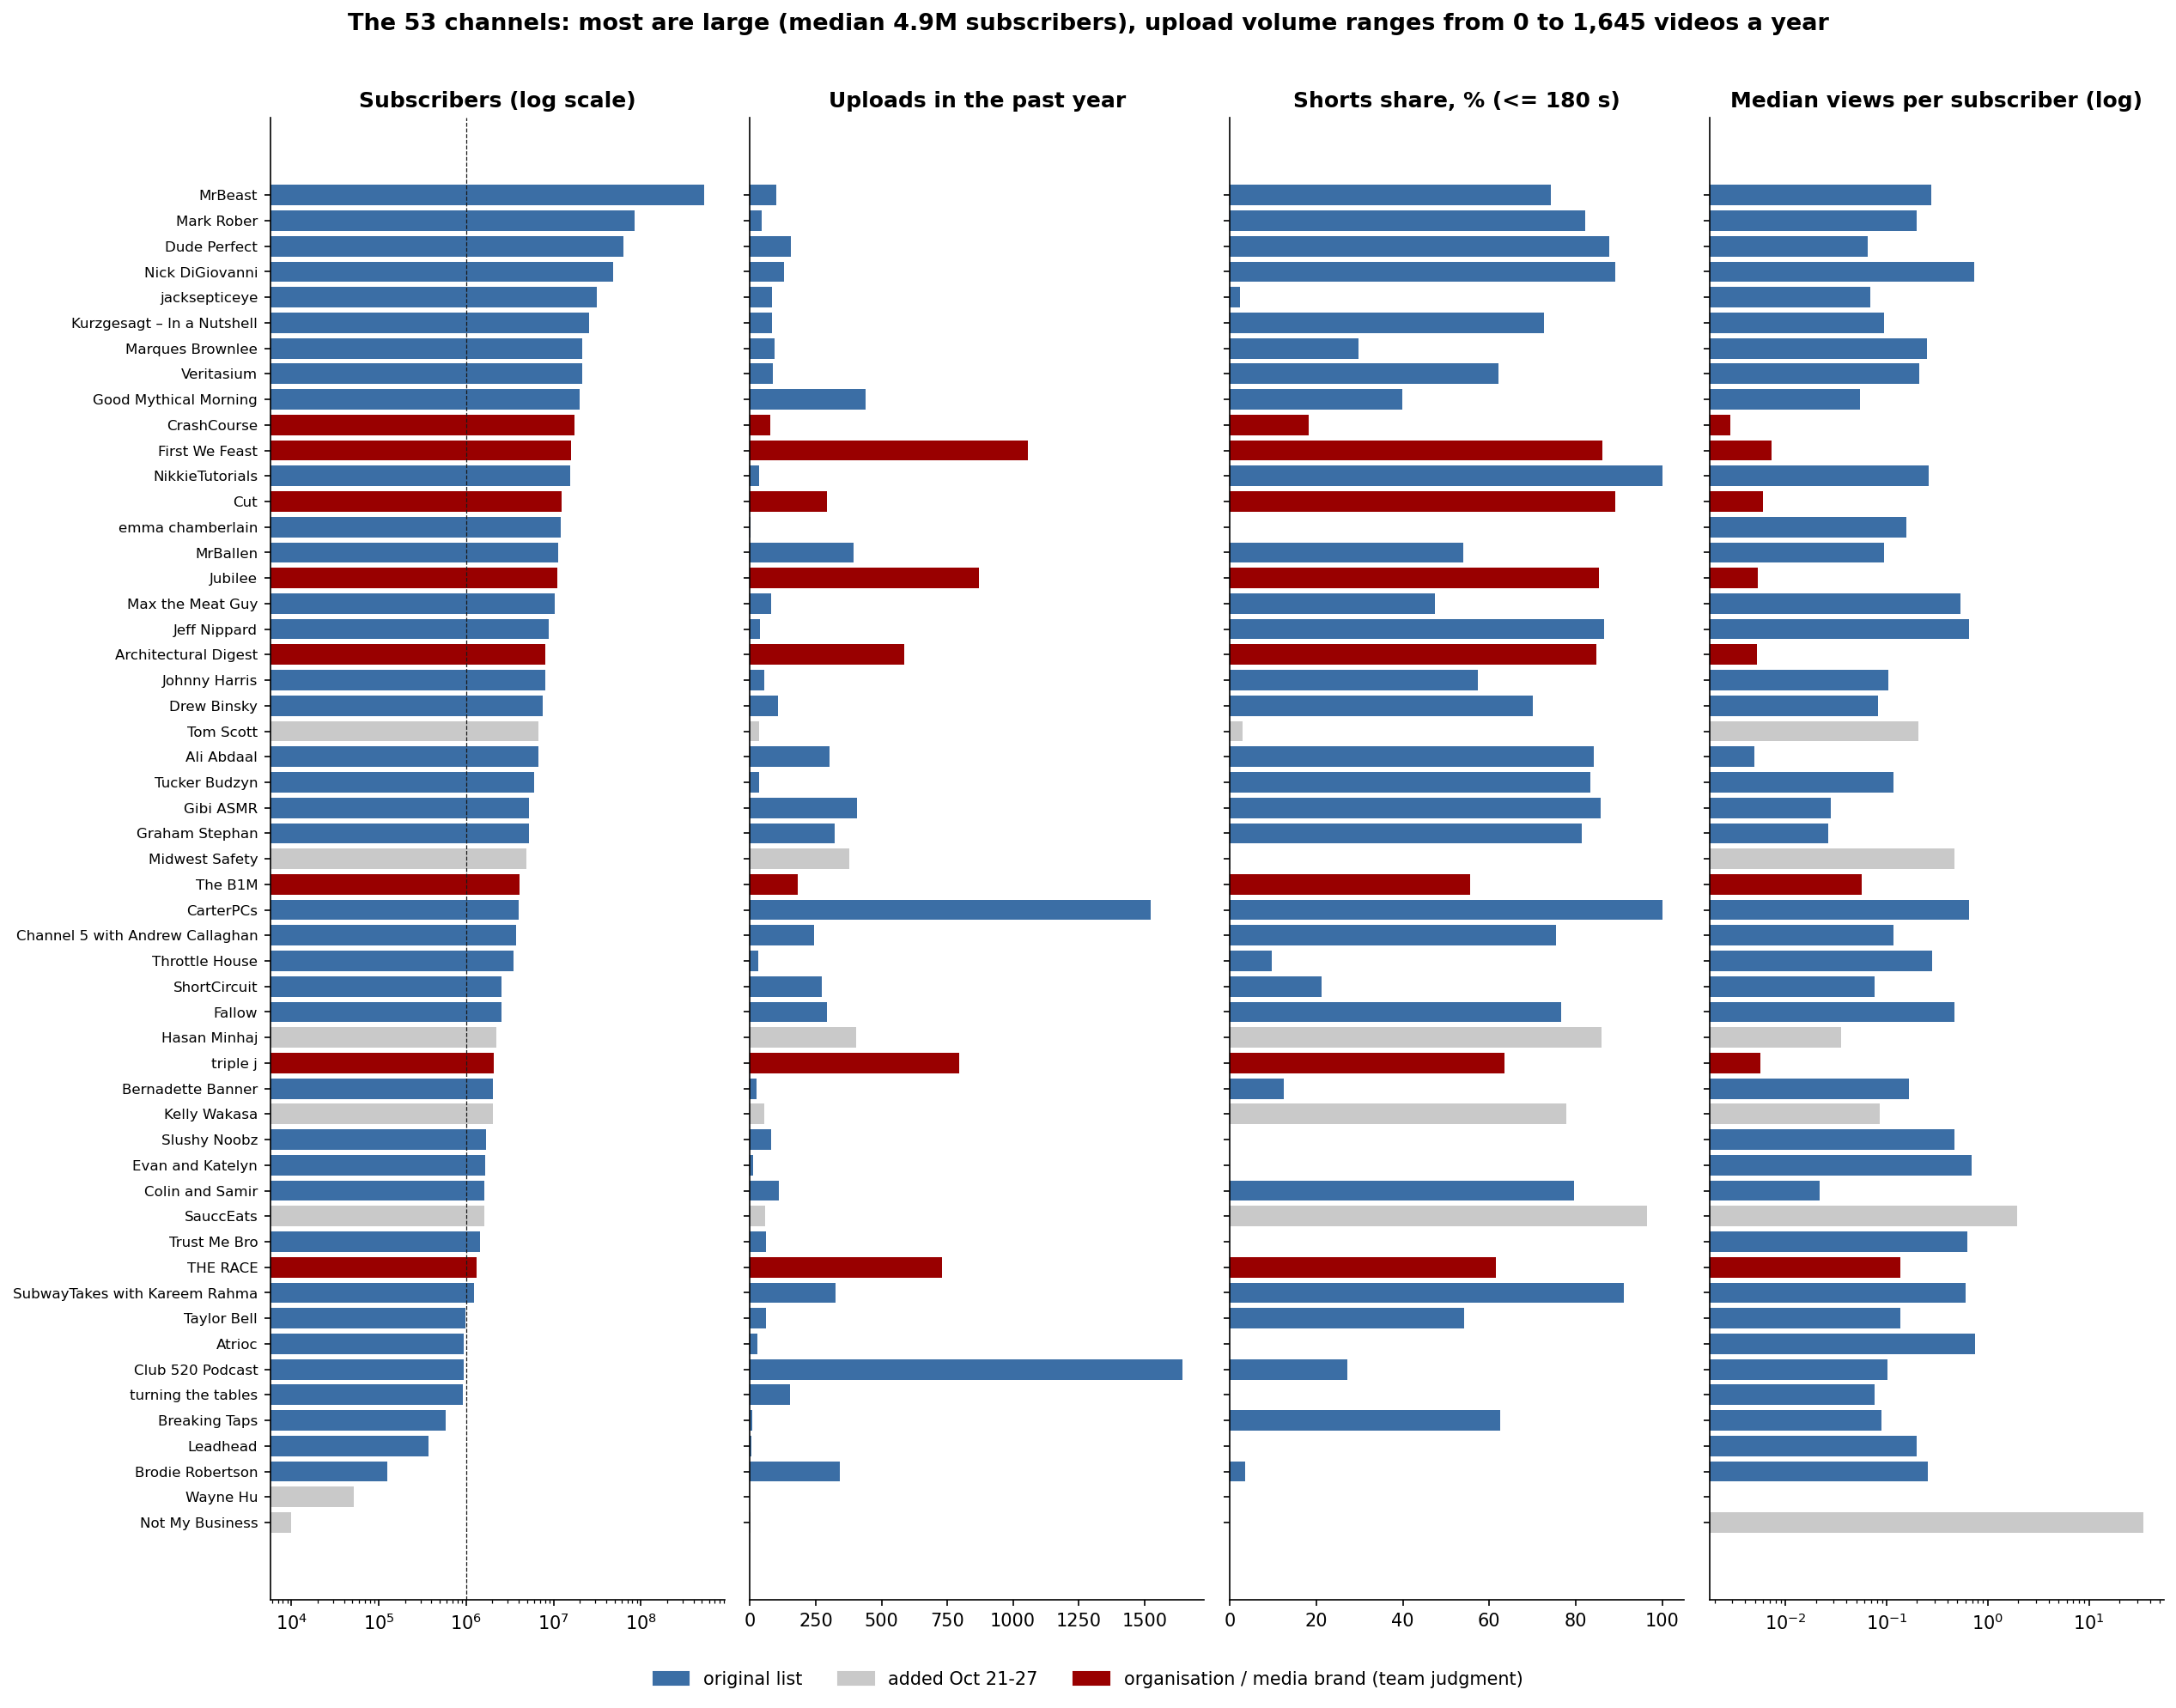 The 53 channels: most are large (median 4.9M subscribers), upload volume ranges from 0 to 1,645 videos a year
Subscribers (log scale)
Uploads in the past year
Shorts share, % (<= 180 s)
Median views per subscriber (log)
MrBeast
Mark Rober
Dude Perfect
Nick DiGiovanni
jacksepticeye
Kurzgesagt – In a Nutshell
Marques Brownlee
Veritasium
Good Mythical Morning
CrashCourse
First We Feast
NikkieTutorials
Cut
emma chamberlain
MrBallen
Jubilee
Max the Meat Guy
Jeff Nippard
Architectural Digest
Johnny Harris
Drew Binsky
Tom Scott
Ali Abdaal
Tucker Budzyn
Gibi ASMR
Graham Stephan
Midwest Safety
The B1M
CarterPCs
Channel 5 with Andrew Callaghan
Throttle House
ShortCircuit
Fallow
Hasan Minhaj
triple j
Bernadette Banner
Kelly Wakasa
Slushy Noobz
Evan and Katelyn
Colin and Samir
SauccEats
Trust Me Bro
THE RACE
SubwayTakes with Kareem Rahma
Taylor Bell
Atrioc
Club 520 Podcast
turning the tables
Breaking Taps
Leadhead
Brodie Robertson
Wayne Hu
Not My Business
10⁴ 10⁵ 10⁶ 10⁷ 10⁸
0 250 500 750 1000 1250 1500
0 20 40 60 80 100
10⁻² 10⁻¹ 10⁰ 10¹
original list
added Oct 21-27
organisation / media brand (team judgment)